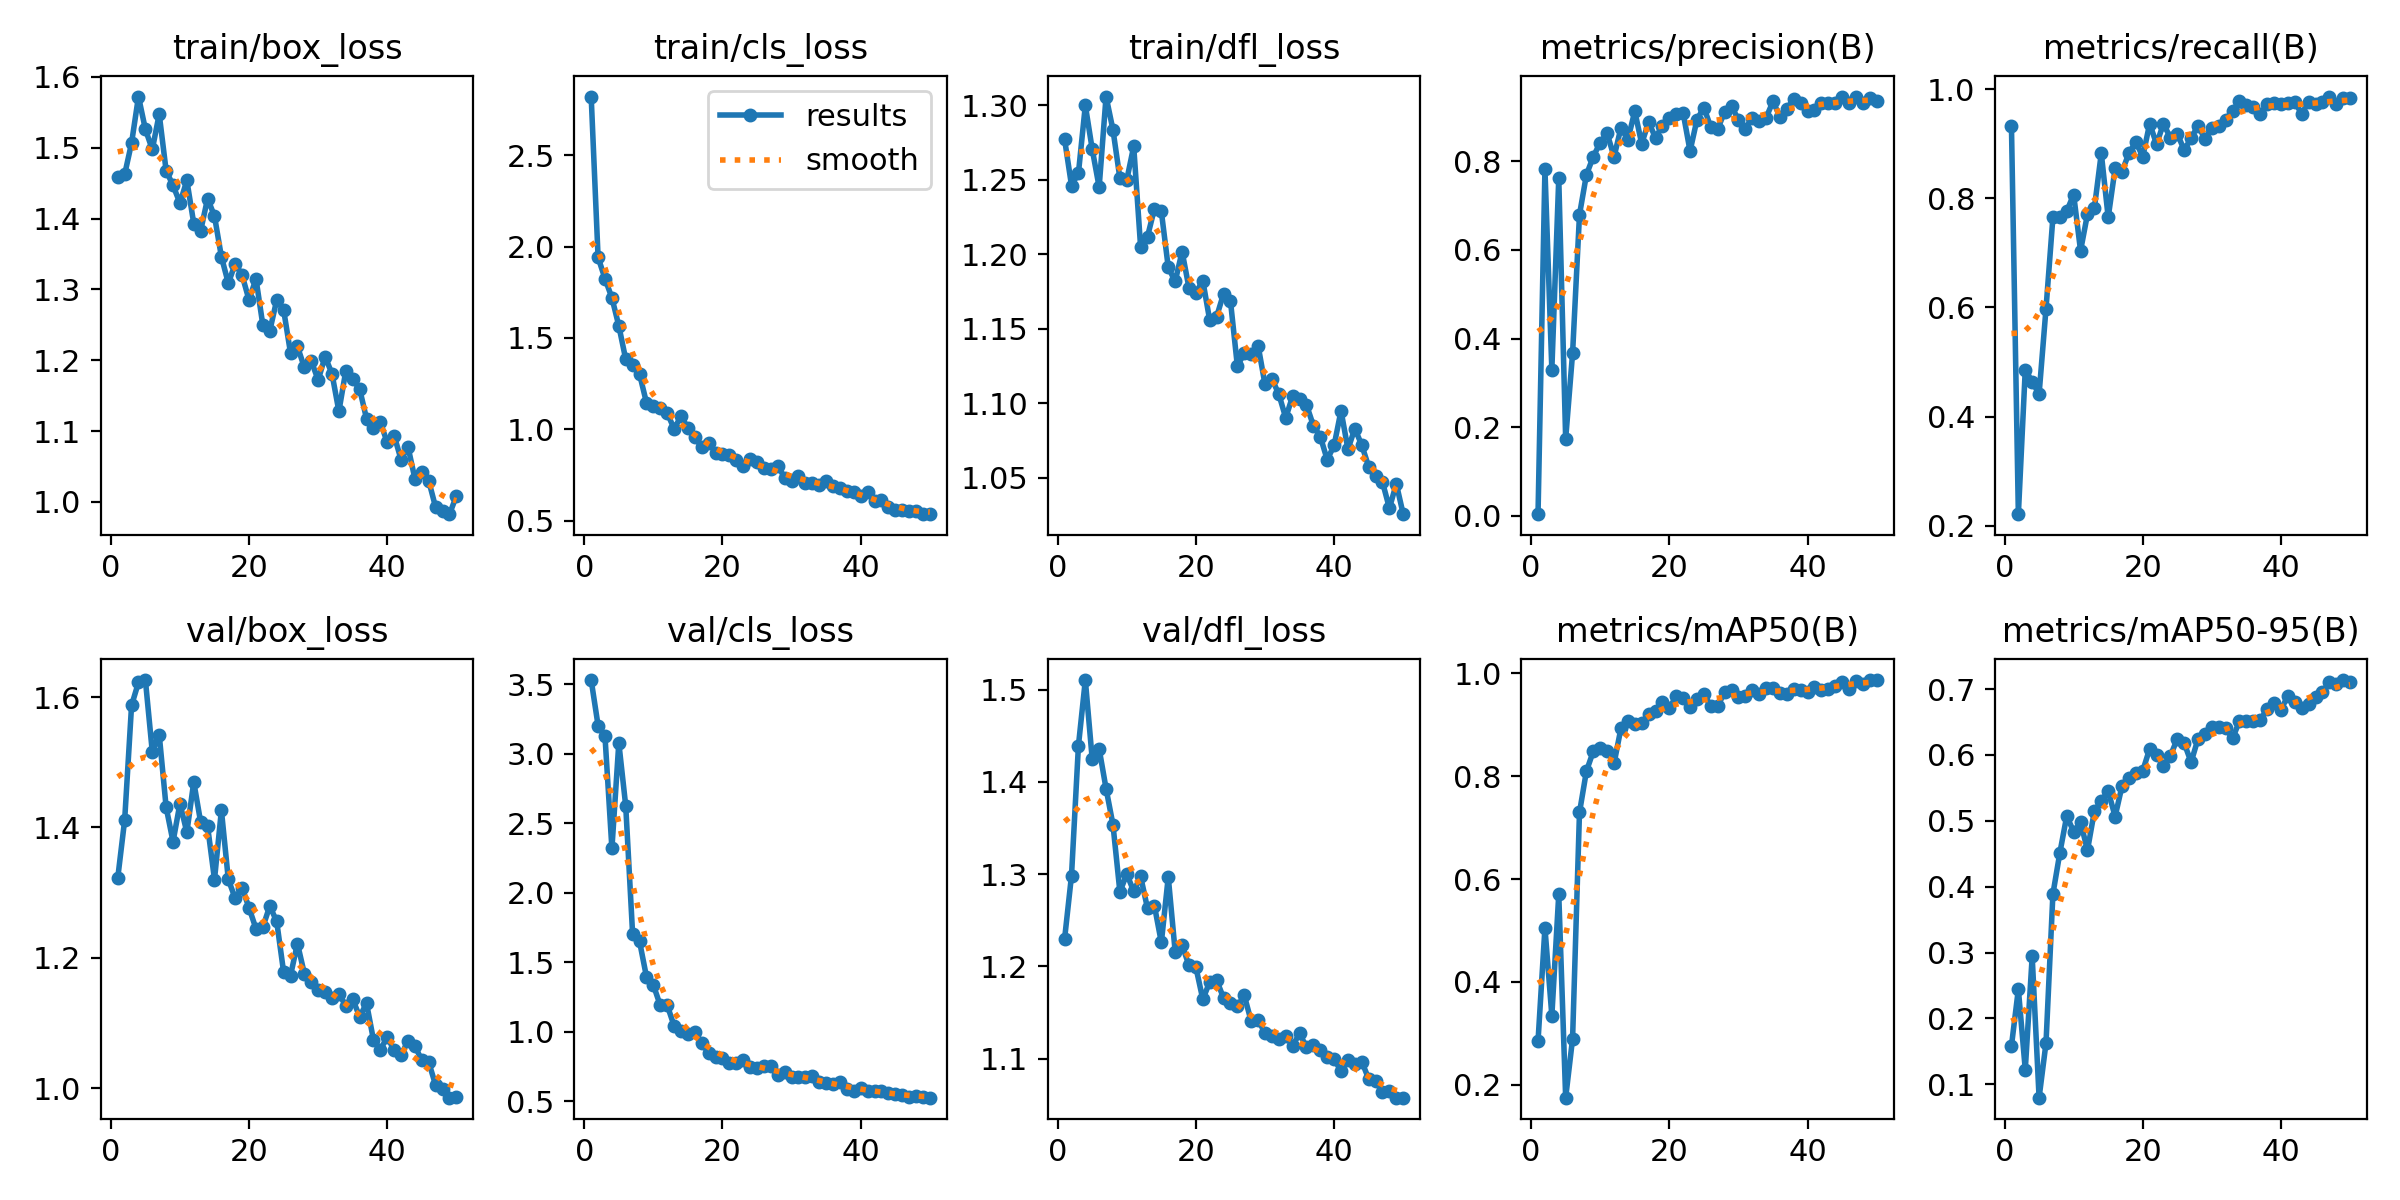 train/box_loss
1.6
1.5
1.4
1.3
1.2
1.1
1.0
0 20 40
train/cls_loss
results
smooth
2.5
2.0
1.5
1.0
0.5
0 20 40
train/dfl_loss
1.30
1.25
1.20
1.15
1.10
1.05
0 20 40
metrics/precision(B)
0.8
0.6
0.4
0.2
0.0
0 20 40
metrics/recall(B)
1.0
0.8
0.6
0.4
0.2
0 20 40
val/box_loss
1.6
1.4
1.2
1.0
0 20 40
val/cls_loss
3.5
3.0
2.5
2.0
1.5
1.0
0.5
0 20 40
val/dfl_loss
1.5
1.4
1.3
1.2
1.1
0 20 40
metrics/mAP50(B)
1.0
0.8
0.6
0.4
0.2
0 20 40
metrics/mAP50-95(B)
0.7
0.6
0.5
0.4
0.3
0.2
0.1
0 20 40